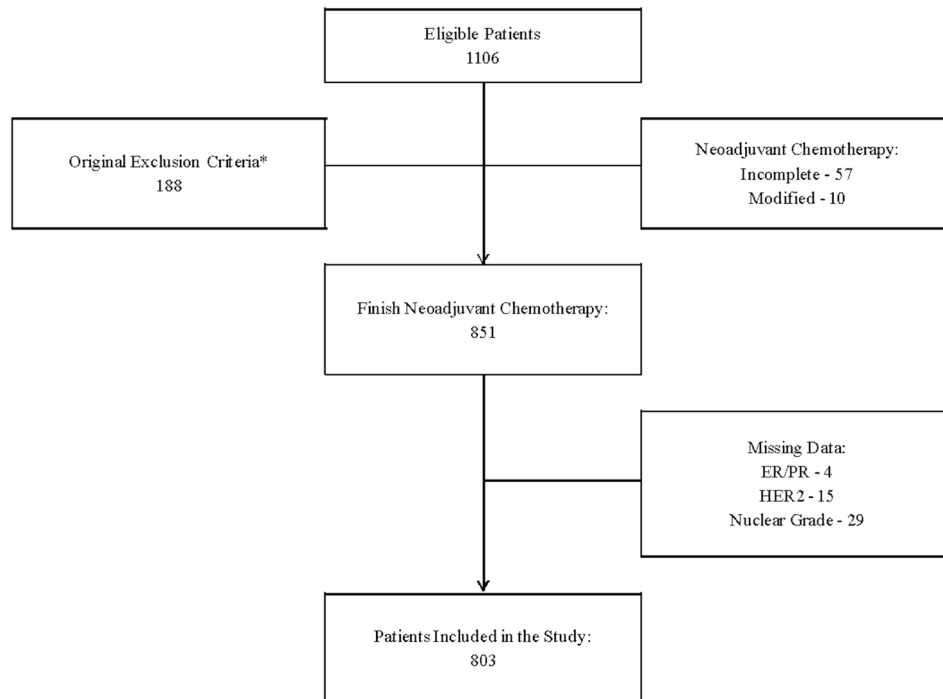 Eligible Patients
1106
Original Exclusion Criteria*
188
Neoadjuvant Chemotherapy:
Incomplete - 57
Modified - 10
Finish Neoadjuvant Chemotherapy:
851
Missing Data:
ER/PR - 4
HER2 - 15
Nuclear Grade - 29
Patients Included in the Study:
803